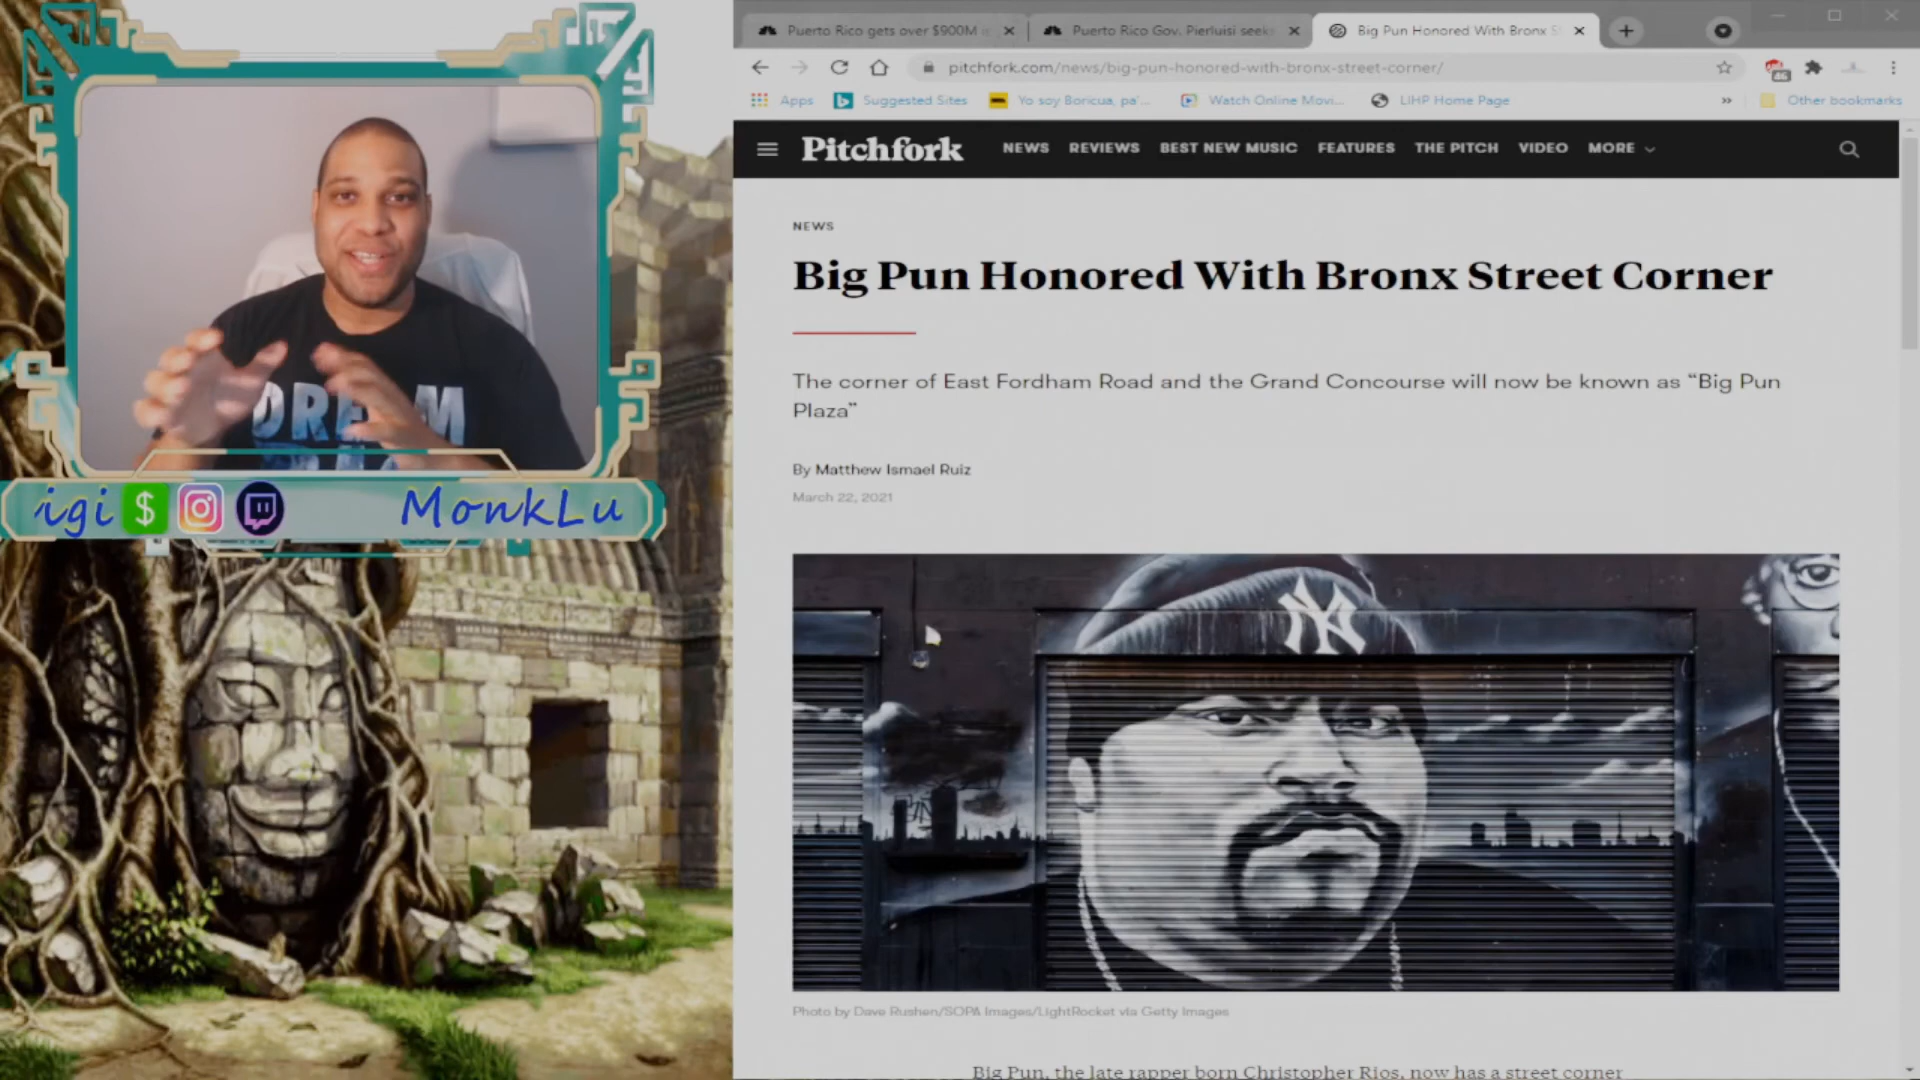 Puerto Rico gets over $900M i
Puerto Rico Gov. Pierluisi seeks
Big Pun Honored With Bronx S
pitchfork.com/news/big-pun-honored-with-bronx-street-corner/
46
Apps
Suggested Sites
Yo soy Boricua, pa'...
Watch Online Movi...
LIHP Home Page
»
Other bookmarks
Pitchfork
NEWS
REVIEWS
BEST NEW MUSIC
FEATURES
THE PITCH
VIDEO
MORE
NEWS
Big Pun Honored With Bronx Street Corner
The corner of East Fordham Road and the Grand Concourse will now be known as “Big Pun
Plaza”
By Matthew Ismael Ruiz
March 22, 2021
NY
Photo by Dave Rushen/SOPA Images/LightRocket via Getty Images
Big Pun, the late rapper born Christopher Rios, now has a street corner
DREAM
igi $ MonkLu